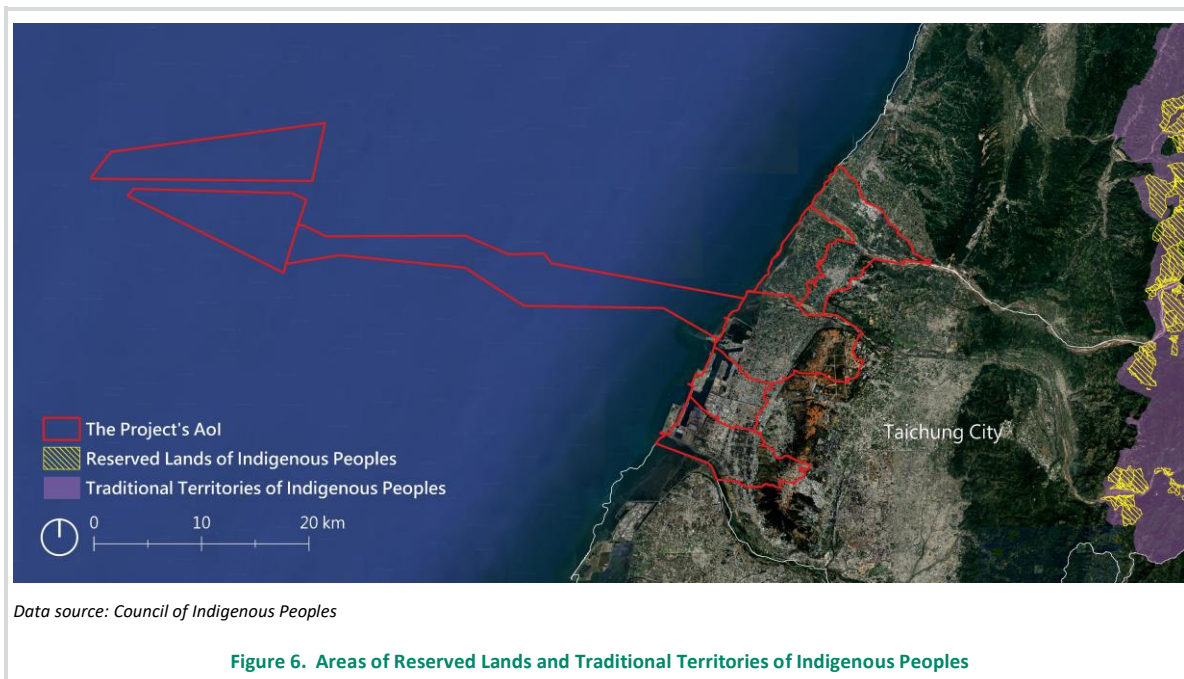 Taichung City
The Project's AoI
Reserved Lands of Indigenous Peoples
Traditional Territories of Indigenous Peoples
0 10 20 km
Data source: Council of Indigenous Peoples
Figure 6. Areas of Reserved Lands and Traditional Territories of Indigenous Peoples